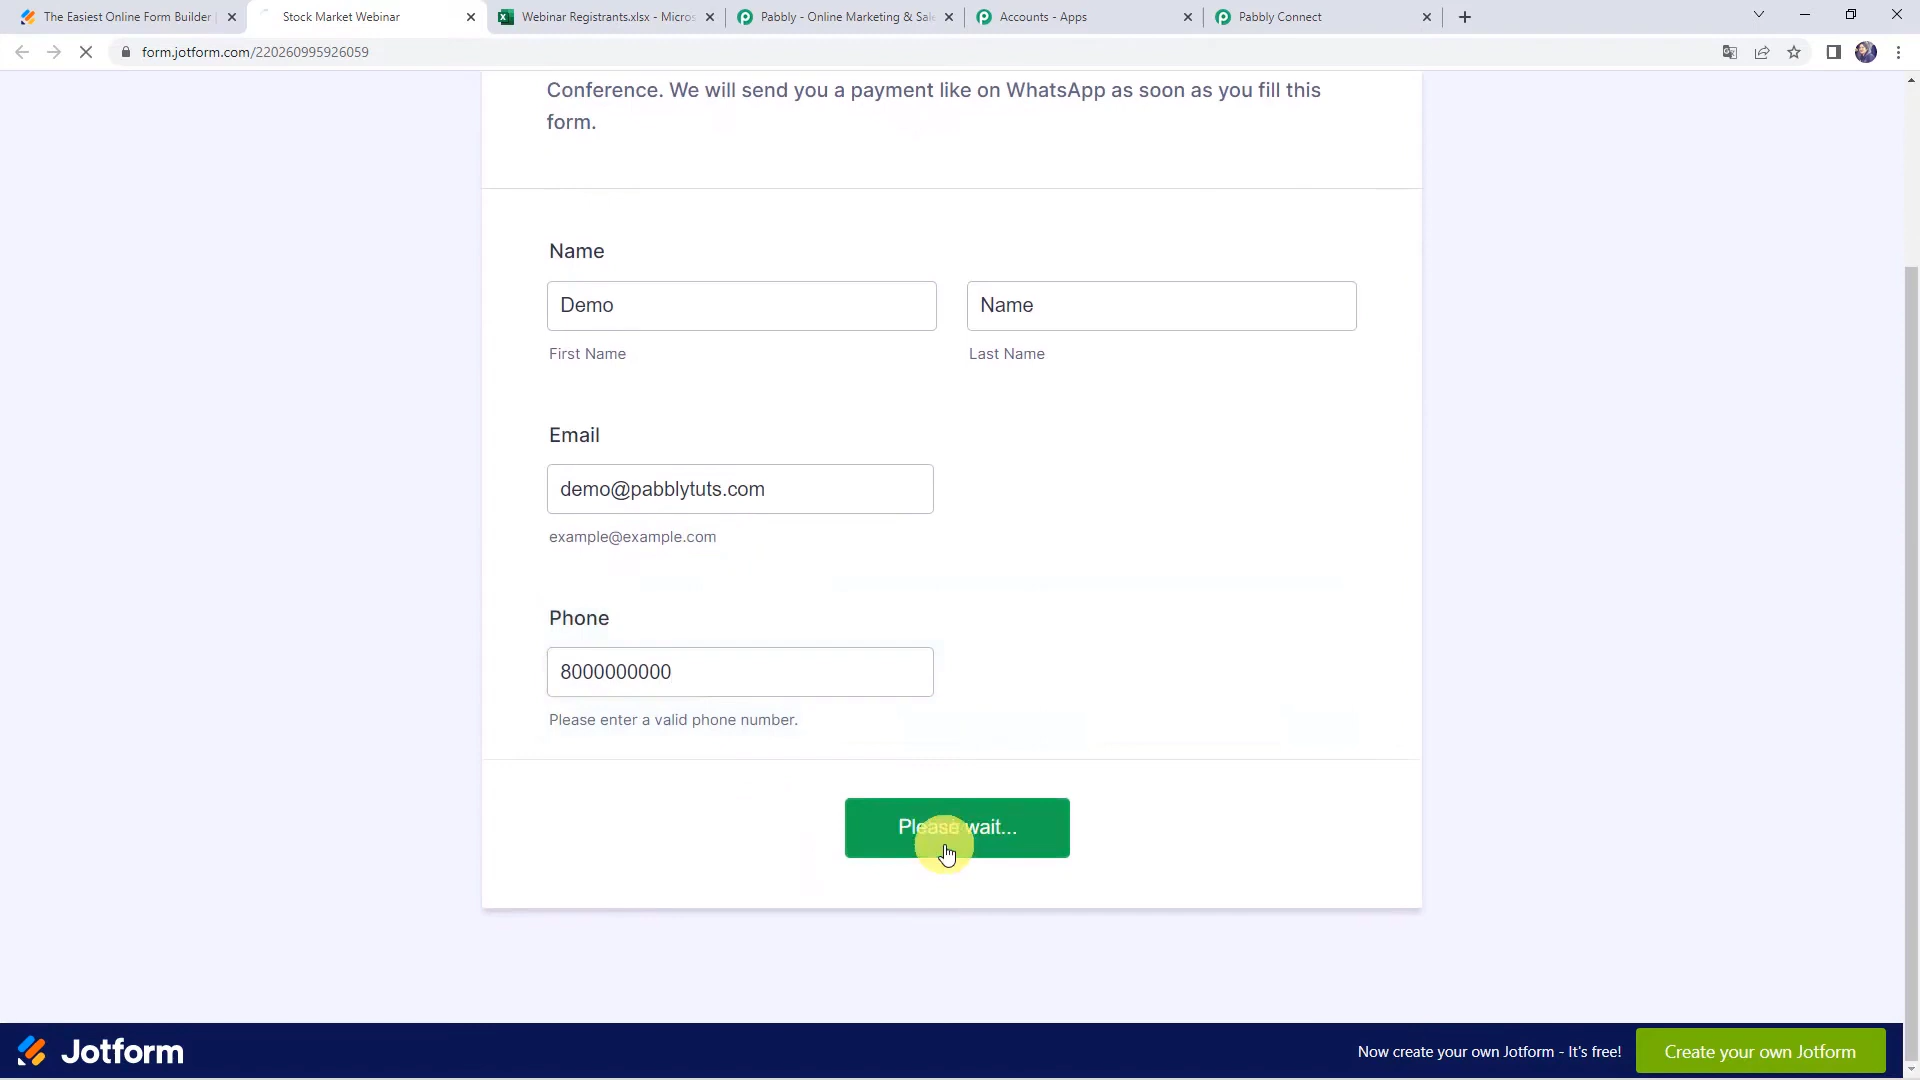 The Easiest Online Form Builder
Stock Market Webinar
Webinar Registrants.xlsx - Micros
Pabbly - Online Marketing & Sale
Accounts - Apps
Pabbly Connect
form.jotform.com/220260995926059
Conference. We will send you a payment like on WhatsApp as soon as you fill this
form.
Name
Demo
Name
First Name
Last Name
Email
demo@pabblytuts.com
example@example.com
Phone
8000000000
Please enter a valid phone number.
Please wait...
Jotform
Now create your own Jotform - It's free!
Create your own Jotform